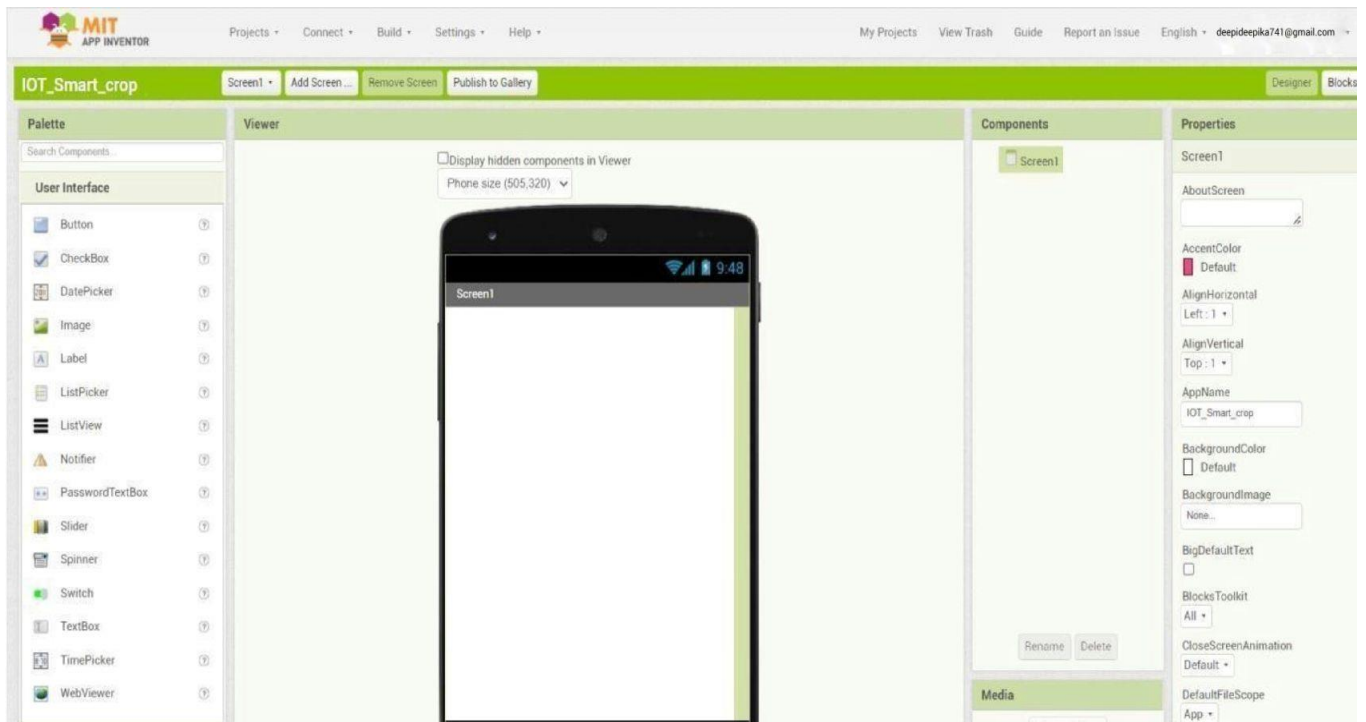 MIT
APP INVENTOR
Projects
Connect
Build
Settings
Help
My Projects
View Trash
Guide
Report an Issue
English
deepideepika741@gmail.com
IOT_Smart_crop
Screen1
Add Screen ...
Remove Screen
Publish to Gallery
Designer
Blocks
Palette
Search Components...
User Interface
Button
CheckBox
DatePicker
Image
Label
ListPicker
ListView
Notifier
PasswordTextBox
Slider
Spinner
Switch
TextBox
TimePicker
WebViewer
Viewer
Display hidden components in Viewer
Phone size (505,320)
9:48
Screen1
Components
Screen1
Rename
Delete
Media
Properties
Screen1
AboutScreen
AccentColor
Default
AlignHorizontal
Left : 1
AlignVertical
Top : 1
AppName
IOT_Smart_crop
BackgroundColor
Default
BackgroundImage
None...
BigDefaultText
BlocksToolkit
All
CloseScreenAnimation
Default
DefaultFileScope
App